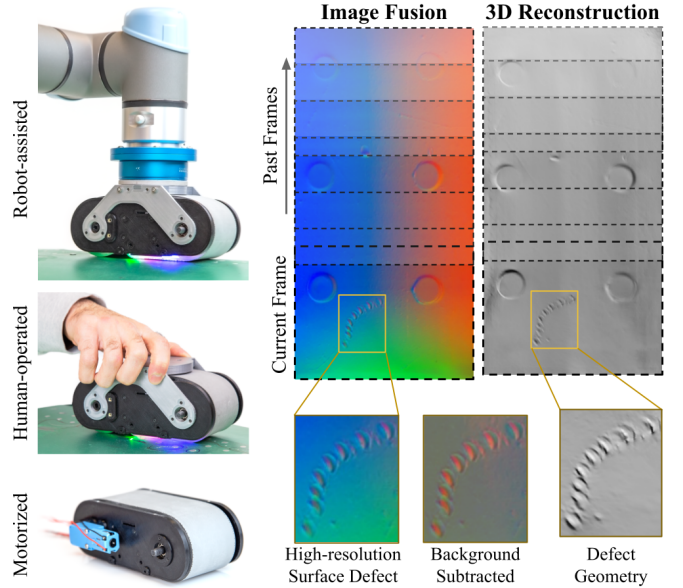 Image Fusion
3D Reconstruction
Robot-assisted
Human-operated
Motorized
Past Frames
Current Frame
High-resolution
Surface Defect
Background
Subtracted
Defect
Geometry